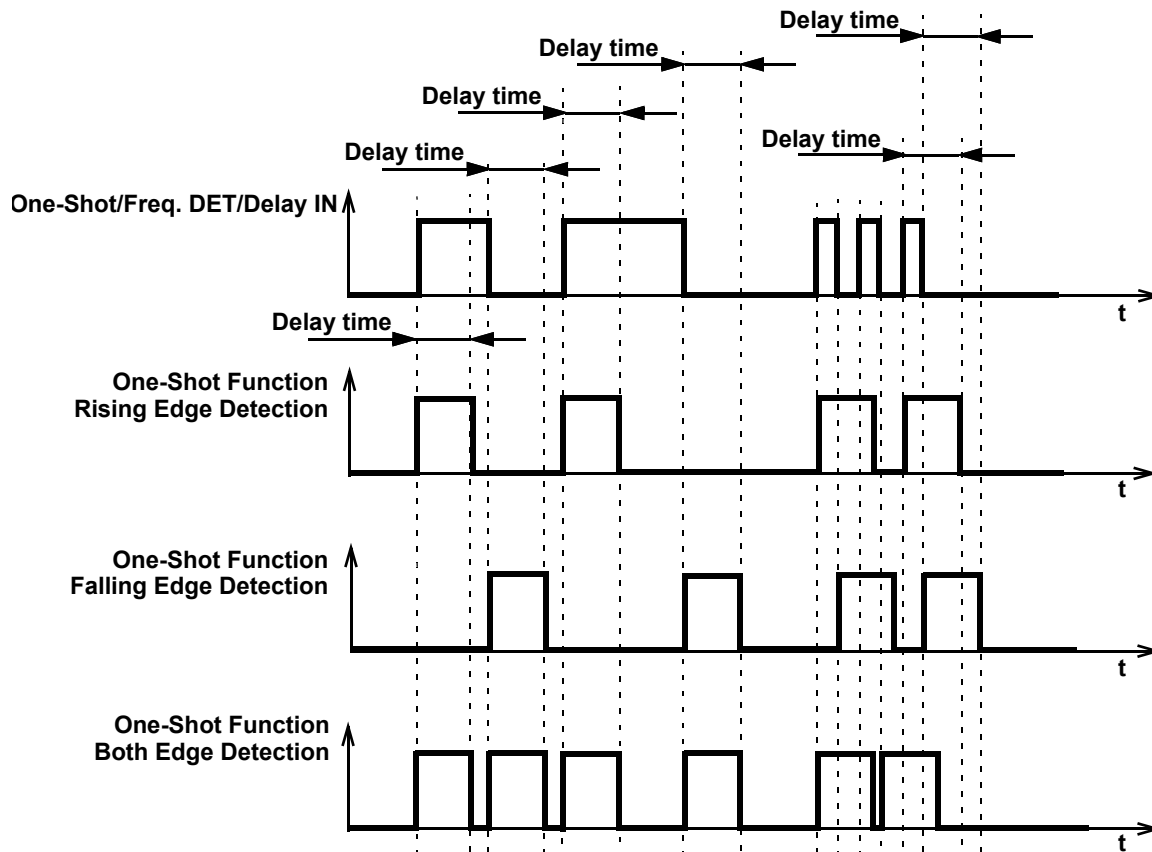 Delay time
Delay time
Delay time
Delay time
Delay time
One-Shot/Freq. DET/Delay IN
t
Delay time
One-Shot Function
Rising Edge Detection
t
One-Shot Function
Falling Edge Detection
t
One-Shot Function
Both Edge Detection
t